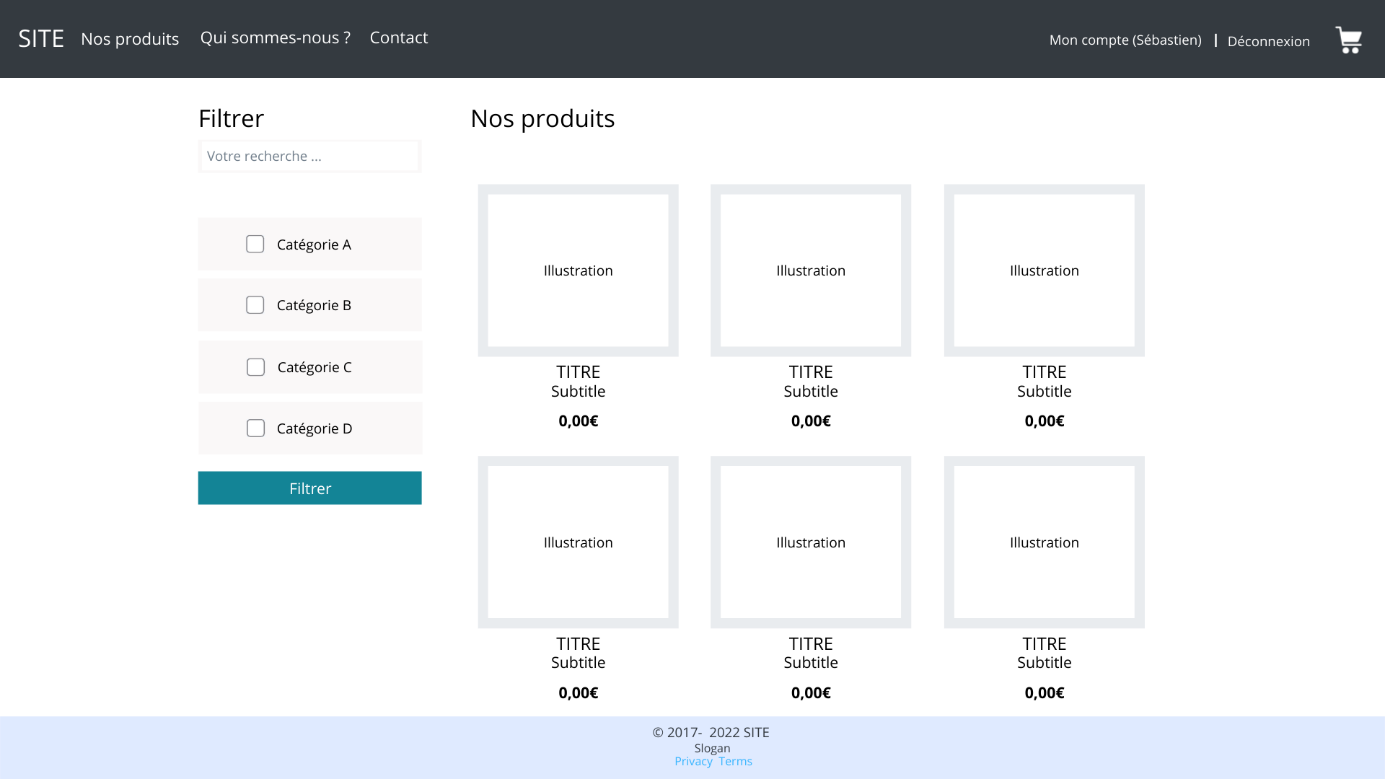 SITE Nos produits Qui sommes-nous ? Contact Mon compte (Sébastien) | Déconnexion
Filtrer
Votre recherche ...
Catégorie A
Catégorie B
Catégorie C
Catégorie D
Filtrer
Nos produits
Illustration Illustration Illustration
TITRE TITRE TITRE
Subtitle Subtitle Subtitle
0,00€ 0,00€ 0,00€
Illustration Illustration Illustration
TITRE TITRE TITRE
Subtitle Subtitle Subtitle
0,00€ 0,00€ 0,00€
© 2017- 2022 SITE
Slogan
Privacy Terms